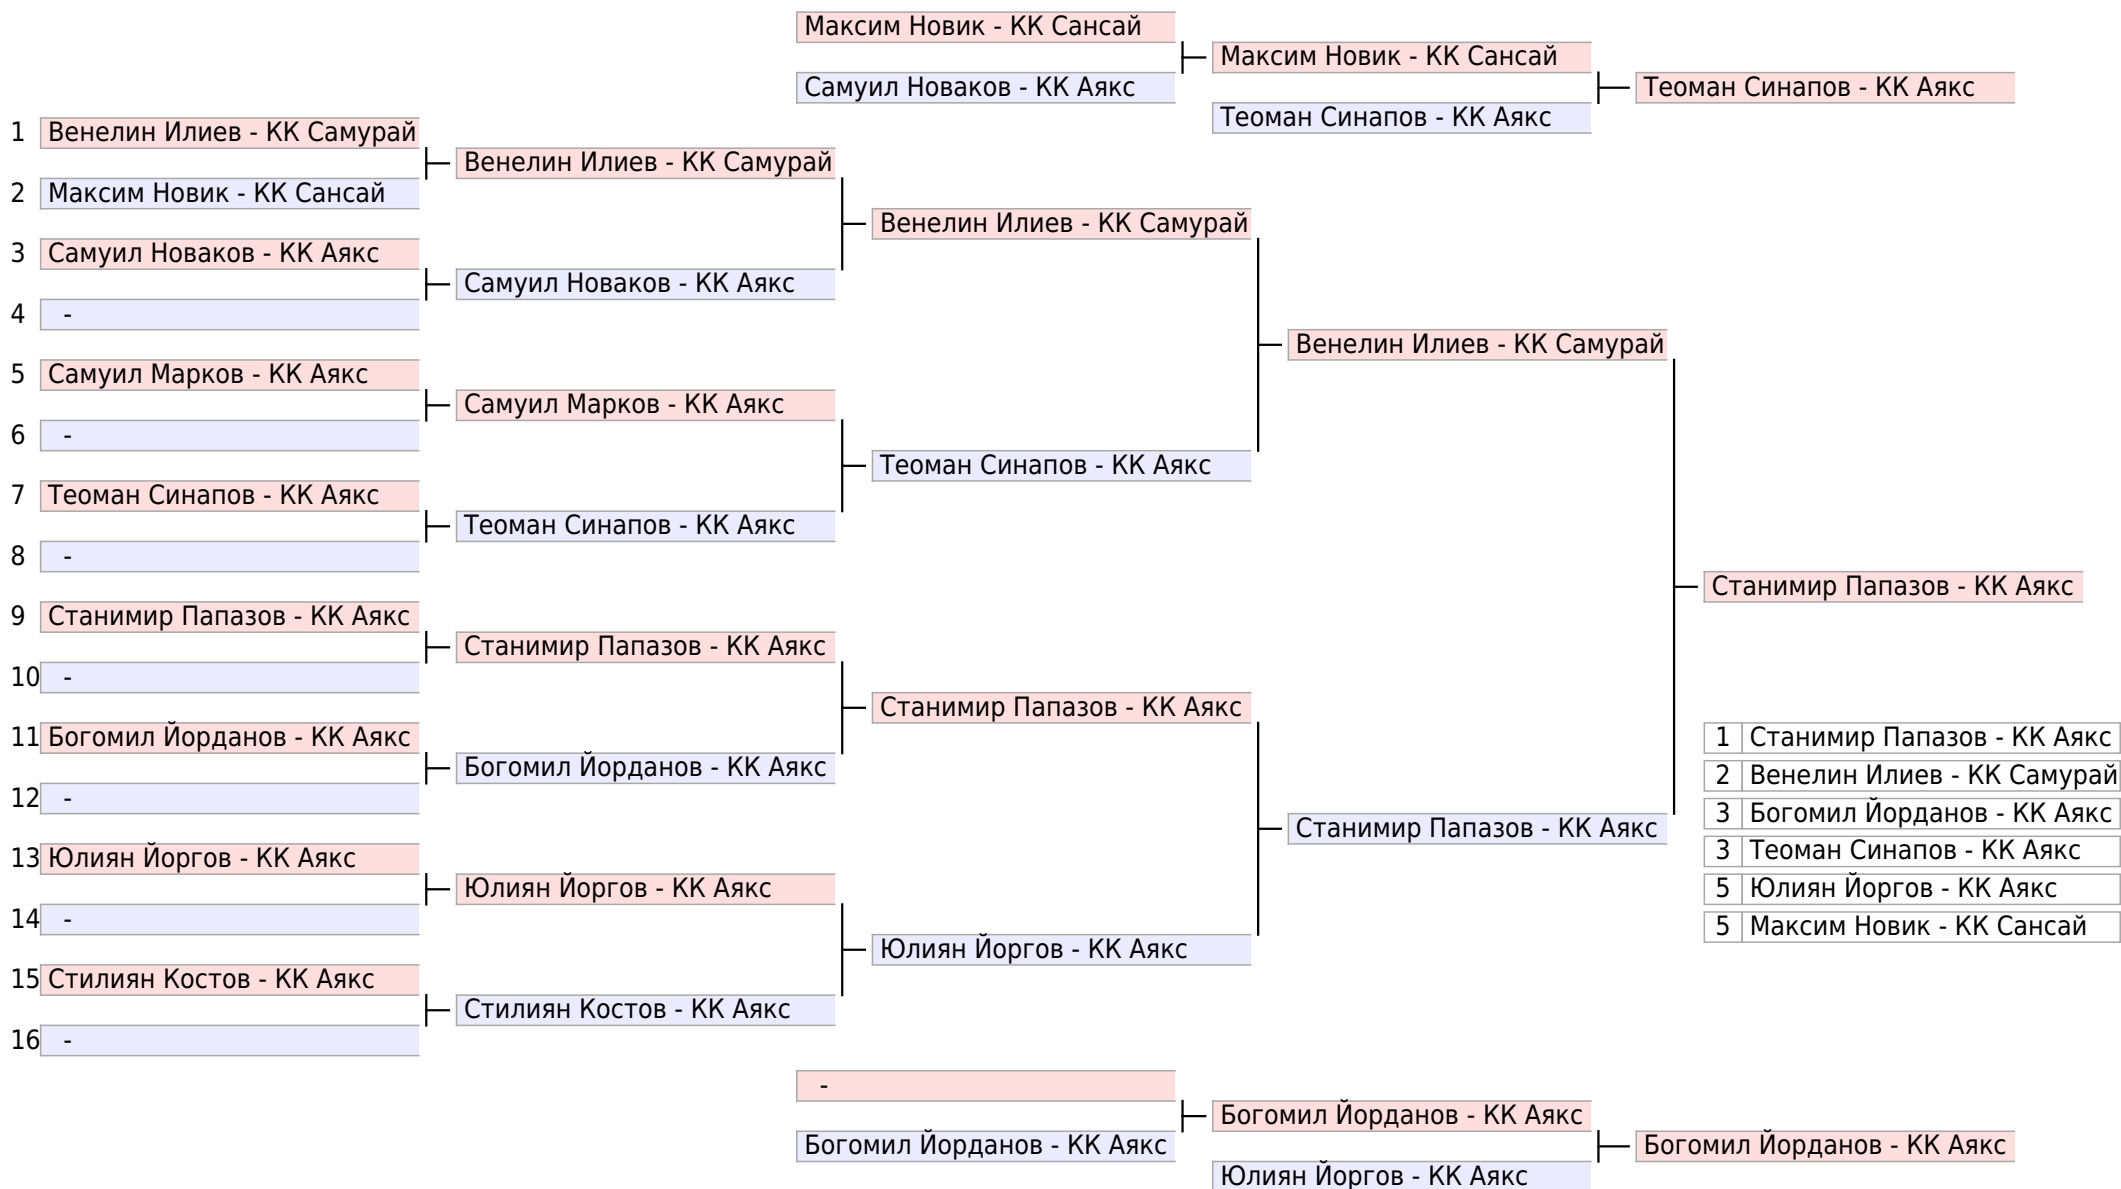 Максим Новик - КК Сансай
Самуил Новаков - КК Аякс
Максим Новик - КК Сансай
Теоман Синапов - КК Аякс
Теоман Синапов - КК Аякс
1 Венелин Илиев - КК Самурай
2 Максим Новик - КК Сансай
3 Самуил Новаков - КК Аякс
4 -
5 Самуил Марков - КК Аякс
6 -
7 Теоман Синапов - КК Аякс
8 -
9 Станимир Папазов - КК Аякс
10 -
11 Богомил Йорданов - КК Аякс
12 -
13 Юлиян Йоргов - КК Аякс
14 -
15 Стилиян Костов - КК Аякс
16 -
Венелин Илиев - КК Самурай
Самуил Новаков - КК Аякс
Самуил Марков - КК Аякс
Теоман Синапов - КК Аякс
Станимир Папазов - КК Аякс
Богомил Йорданов - КК Аякс
Юлиян Йоргов - КК Аякс
Стилиян Костов - КК Аякс
Венелин Илиев - КК Самурай
Теоман Синапов - КК Аякс
Станимир Папазов - КК Аякс
Юлиян Йоргов - КК Аякс
Венелин Илиев - КК Самурай
Станимир Папазов - КК Аякс
Станимир Папазов - КК Аякс
1 Станимир Папазов - КК Аякс
2 Венелин Илиев - КК Самурай
3 Богомил Йорданов - КК Аякс
3 Теоман Синапов - КК Аякс
5 Юлиян Йоргов - КК Аякс
5 Максим Новик - КК Сансай
-
Богомил Йорданов - КК Аякс
Богомил Йорданов - КК Аякс
Юлиян Йоргов - КК Аякс
Богомил Йорданов - КК Аякс